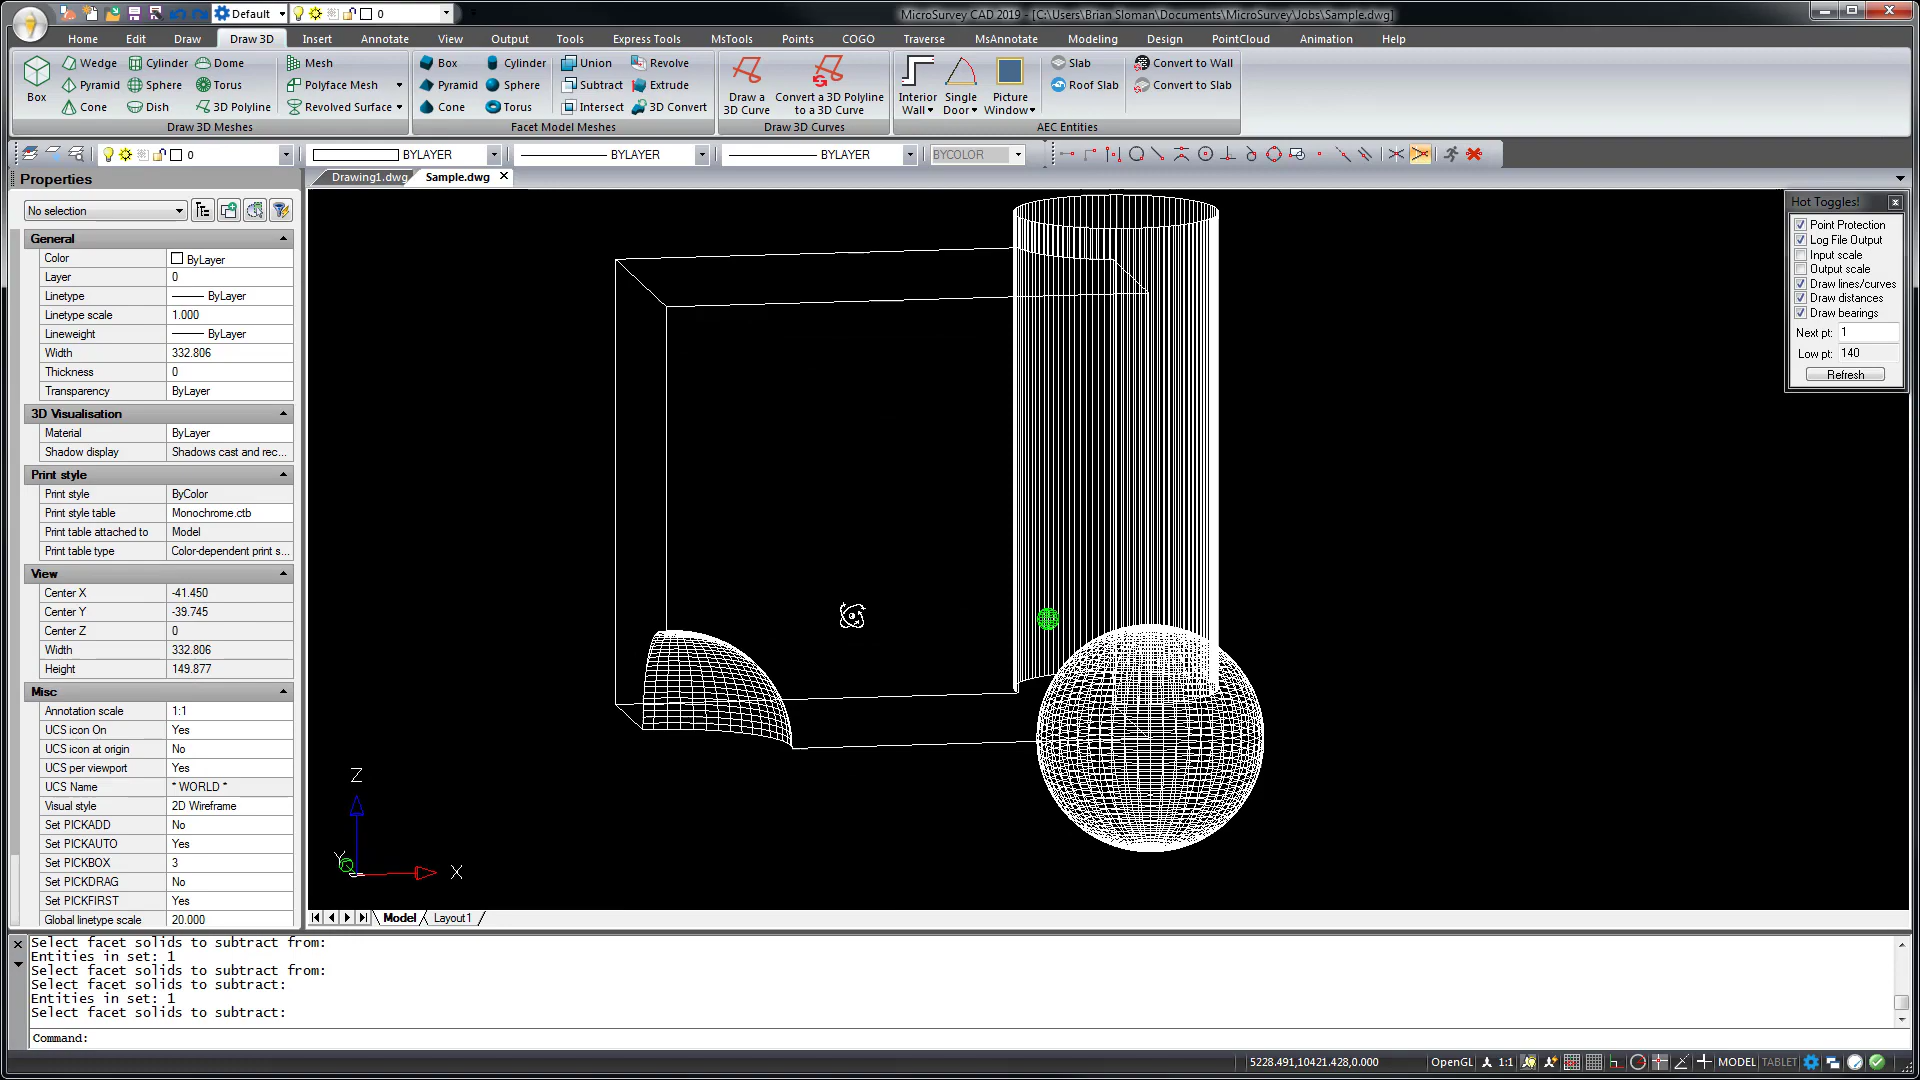 Default
0
MicroSurvey CAD 2019 - [C:\Users\Brian Sloman\Documents\MicroSurvey\Jobs\Sample.dwg]
Home Edit Draw Draw 3D Insert Annotate View Output Tools Express Tools MsTools Points COGO Traverse MsAnnotate Modeling Design PointCloud Animation Help
Box
Wedge Cylinder Dome
Pyramid Sphere Torus
Cone Dish 3D Polyline
Mesh
Polyface Mesh
Revolved Surface
Draw 3D Meshes
Box Cylinder Union Revolve
Pyramid Sphere Subtract Extrude
Cone Torus Intersect 3D Convert
Facet Model Meshes
Draw a
3D Curve
Convert a 3D Polyline
to a 3D Curve
Draw 3D Curves
Interior
Wall
Single
Door
Picture
Window
Slab
Roof Slab
Convert to Wall
Convert to Slab
AEC Entities
0 BYLAYER BYLAYER BYLAYER BYCOLOR
Properties
Drawing1.dwg Sample.dwg
No selection
General
Color ByLayer
Layer 0
Linetype ByLayer
Linetype scale 1.000
Lineweight ByLayer
Width 332.806
Thickness 0
Transparency ByLayer
3D Visualisation
Material ByLayer
Shadow display Shadows cast and rec...
Print style
Print style ByColor
Print style table Monochrome.ctb
Print table attached to Model
Print table type Color-dependent print s...
View
Center X -41.450
Center Y -39.745
Center Z 0
Width 332.806
Height 149.877
Misc
Annotation scale 1:1
UCS icon On Yes
UCS icon at origin No
UCS per viewport Yes
UCS Name * WORLD *
Visual style 2D Wireframe
Set PICKADD No
Set PICKAUTO Yes
Set PICKBOX 3
Set PICKDRAG No
Set PICKFIRST Yes
Global linetype scale 20.000
Hot Toggles!
Point Protection
Log File Output
Input scale
Output scale
Draw lines/curves
Draw distances
Draw bearings
Next pt: 1
Low pt: 140
Refresh
Z
Y
X
Model Layout1
Select facet solids to subtract from:
Entities in set: 1
Select facet solids to subtract from:
Select facet solids to subtract:
Entities in set: 1
Select facet solids to subtract:
Command:
5228.491,10421.428,0.000 OpenGL 1:1 MODEL TABLET